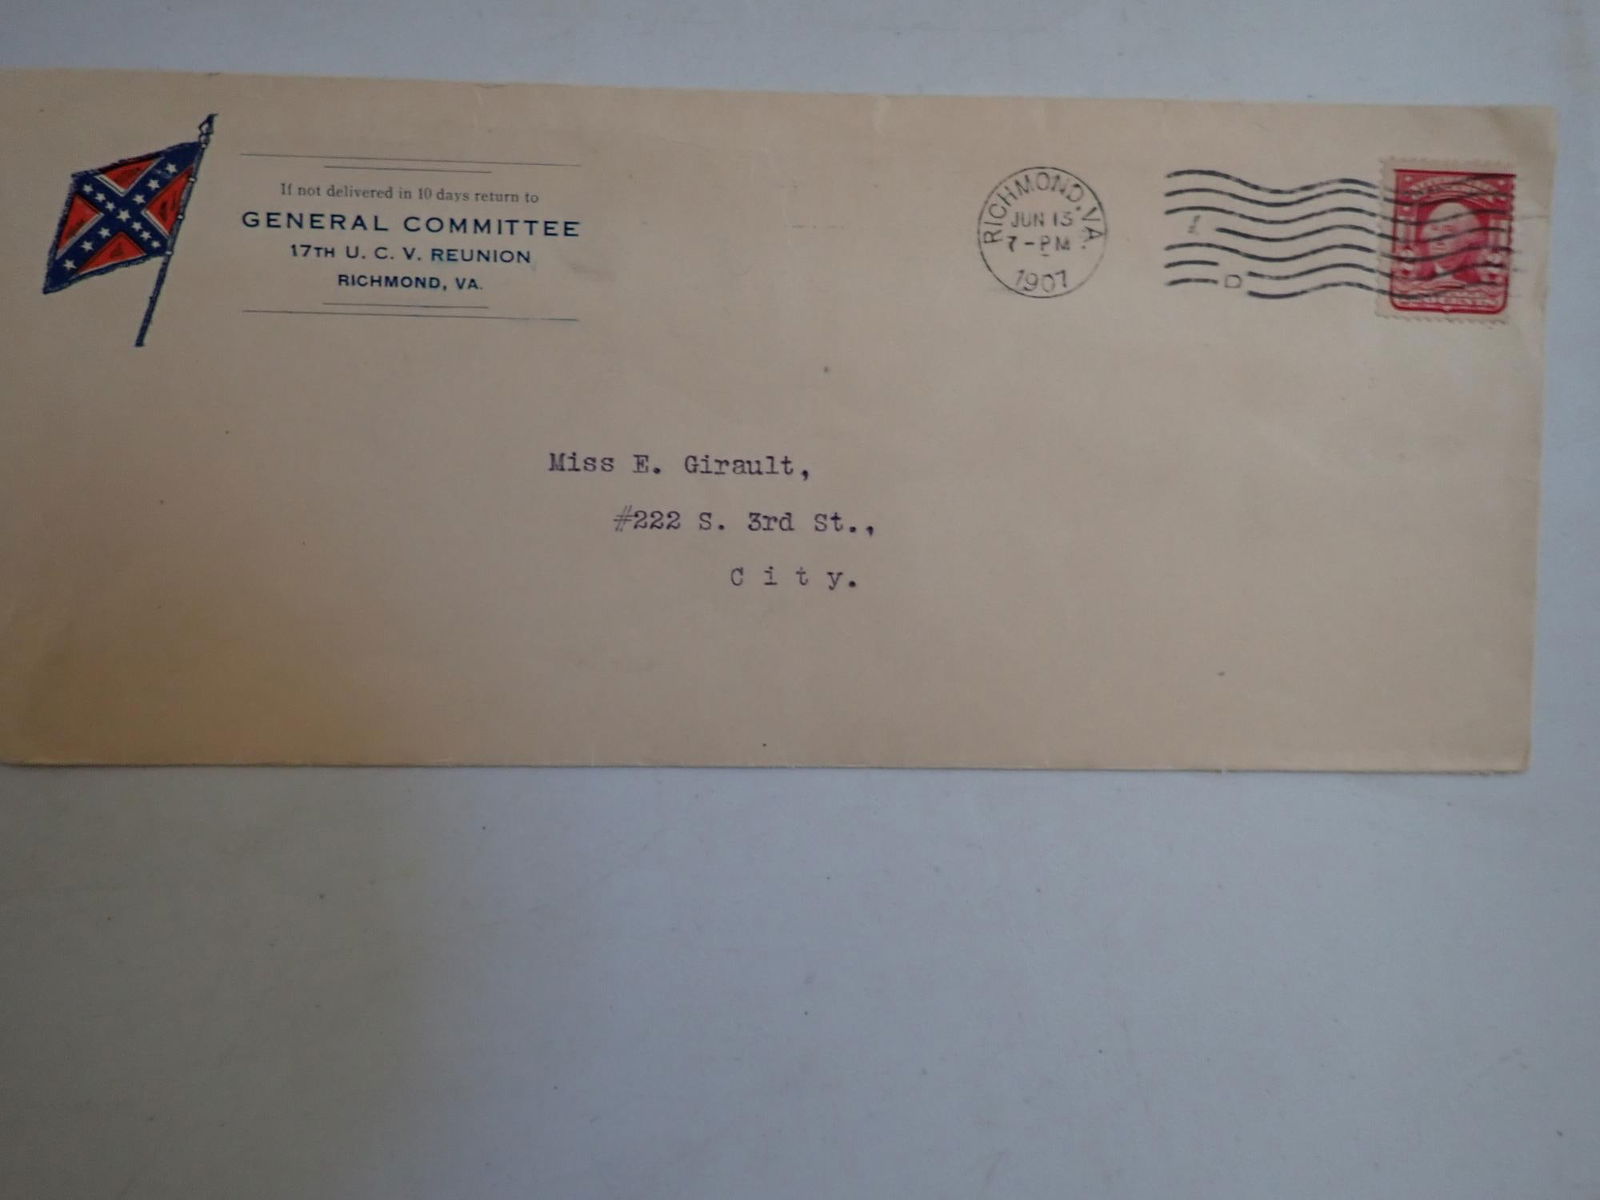 If not delivered in 10 days return to
GENERAL COMMITTEE
17TH U. C. V. REUNION
RICHMOND, VA.
RICHMOND, VA.
JUN 13
7-PM
1907
D
Miss E. Girault,
#222 S. 3rd St.,
C i t y.